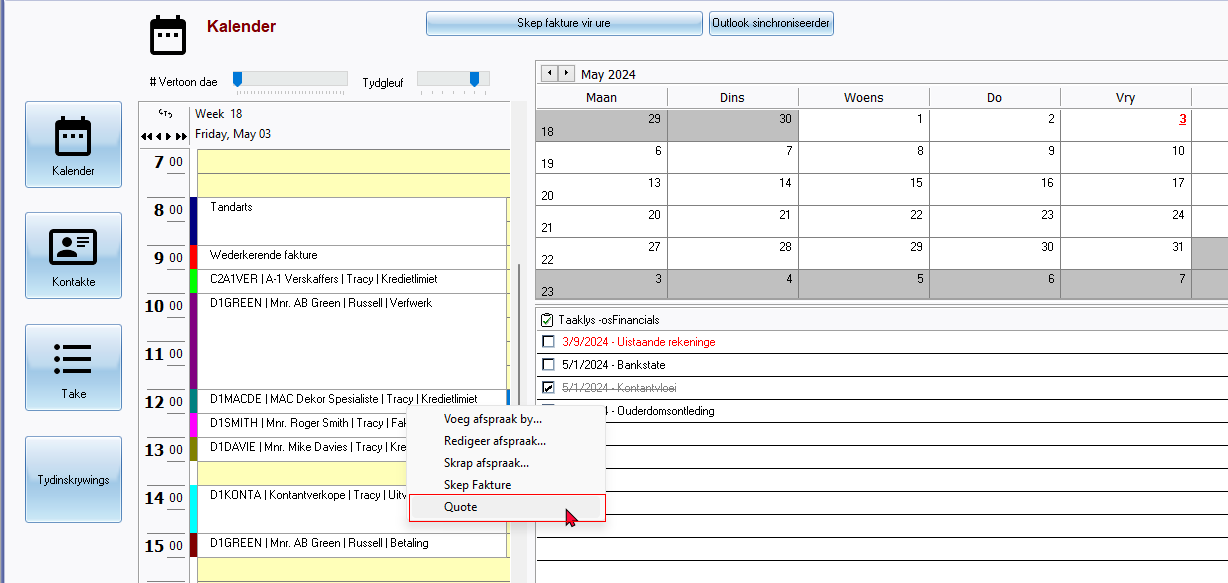 Kalender
Skep fakture vir ure
Outlook sinchroniseerder
# Vertoon dae
Tydgleuf
Kalender
Kontakte
Take
Tydinskrywings
Week 18
Friday, May 03
7 00
8 00
Tandarts
9 00
Wederkerende fakture
C2A1VER | A-1 Verskaffers | Tracy | Kredietlimiet
10 00
D1GREEN | Mnr. AB Green | Russell | Verfwerk
11 00
12 00
D1MACDE | MAC Dekor Spesialiste | Tracy | Kredietlimiet
D1SMITH | Mnr. Roger Smith | Tracy | Fak
13 00
D1DAVIE | Mnr. Mike Davies | Tracy | Kre
14 00
D1KONTA | Kontantverkope | Tracy | Uitv
15 00
D1GREEN | Mnr. AB Green | Russell | Betaling
Voeg afspraak by...
Redigeer afspraak...
Skrap afspraak...
Skep Fakture
Quote
May 2024
Maan Dins Woens Do Vry
18 29 30 1 2 3
19 6 7 8 9 10
20 13 14 15 16 17
21 20 21 22 23 24
22 27 28 29 30 31
23 3 4 5 6 7
Taaklys -osFinancials
3/9/2024 - Uistaande rekeninge
5/1/2024 - Bankstate
5/1/2024 - Kontantvloei
4 - Ouderdomsontleding